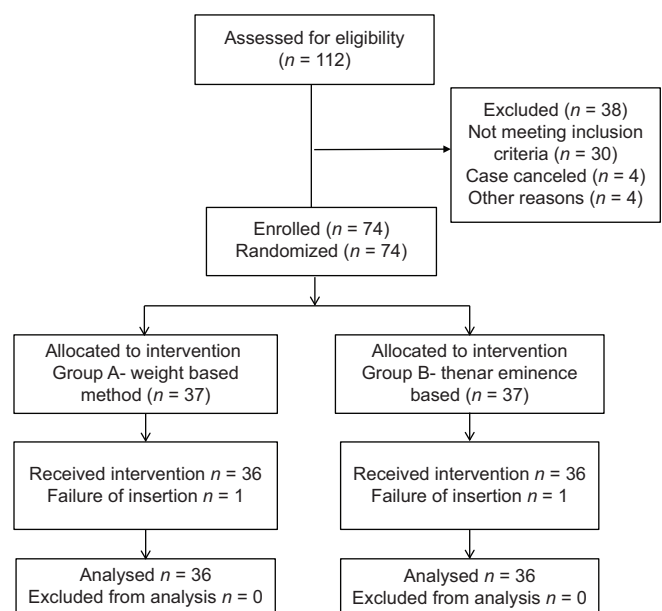 Assessed for eligibility
(n = 112)
Excluded (n = 38)
Not meeting inclusion
criteria (n = 30)
Case canceled (n = 4)
Other reasons (n = 4)
Enrolled (n = 74)
Randomized (n = 74)
Allocated to intervention
Group A- weight based
method (n = 37)
Allocated to intervention
Group B- thenar eminence
based (n = 37)
Received intervention n = 36
Failure of insertion n = 1
Received intervention n = 36
Failure of insertion n = 1
Analysed n = 36
Excluded from analysis n = 0
Analysed n = 36
Excluded from analysis n = 0